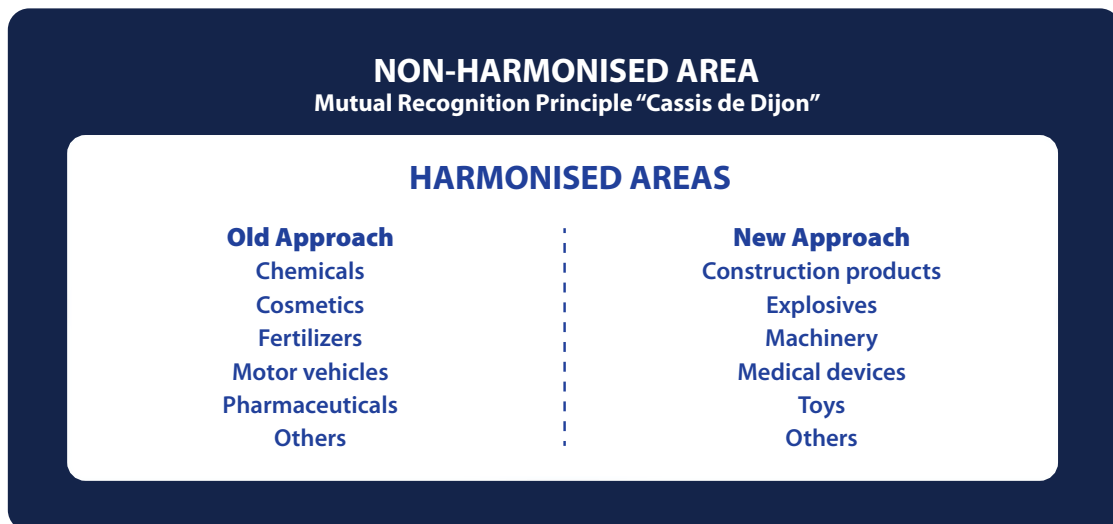 NON-HARMONISED AREA
Mutual Recognition Principle “Cassis de Dijon”
HARMONISED AREAS
Old Approach
Chemicals
Cosmetics
Fertilizers
Motor vehicles
Pharmaceuticals
Others
New Approach
Construction products
Explosives
Machinery
Medical devices
Toys
Others